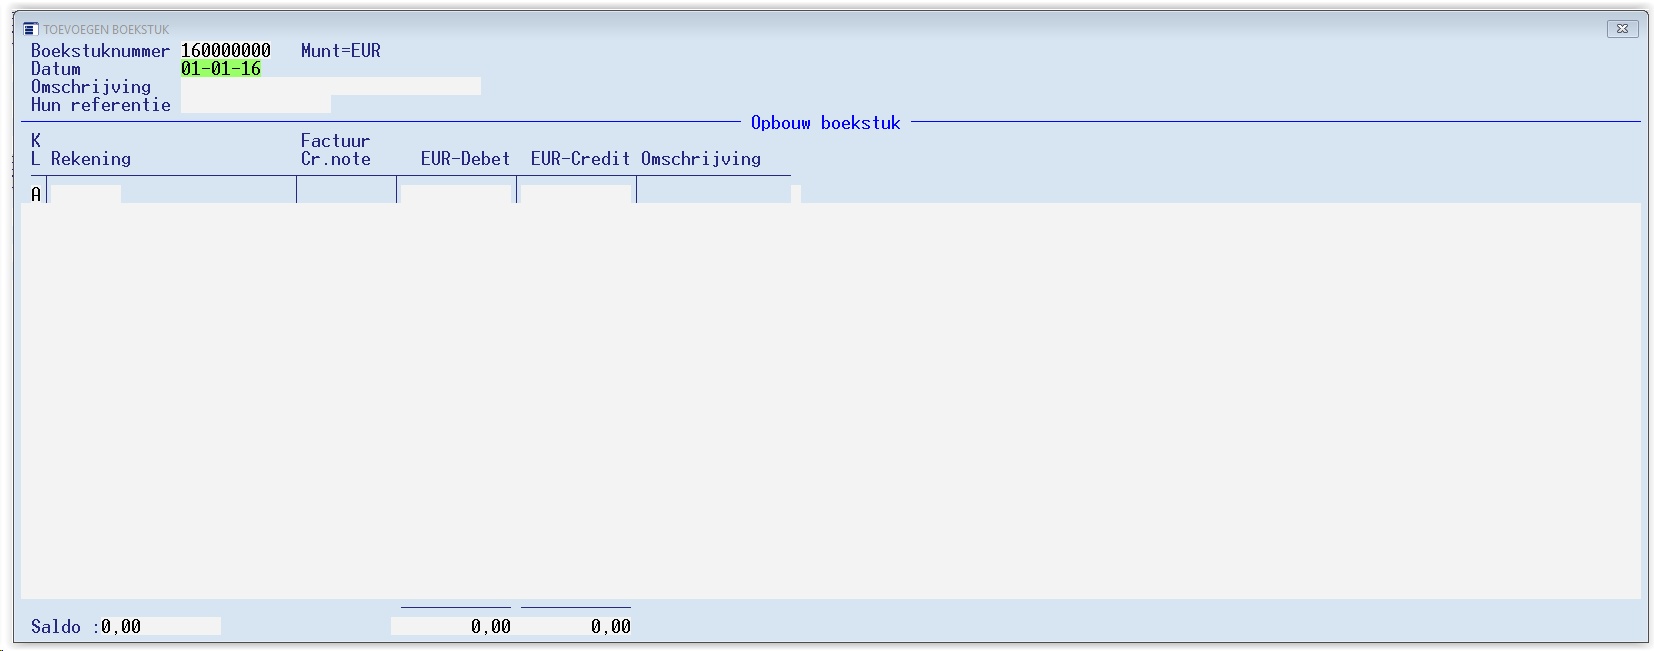 TOEVOEGEN BOEKSTUK
Boekstuknummer 160000000 Munt=EUR
Datum 01-01-16
Omschrijving
Hun referentie
Opbouw boekstuk
K Factuur
L Rekening Cr.note EUR-Debet EUR-Credit Omschrijving
A
Saldo :0,00 0,00 0,00